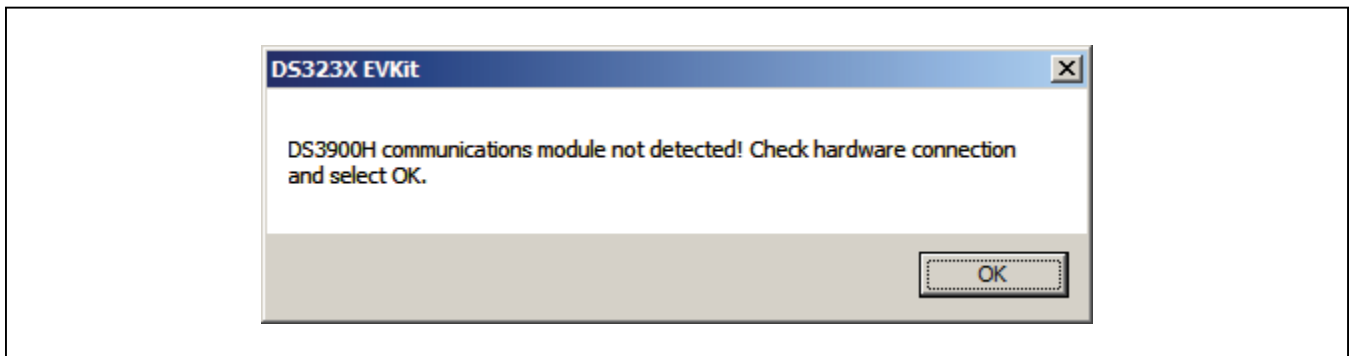 DS323X EVKit
DS3900H communications module not detected! Check hardware connection
and select OK.
OK